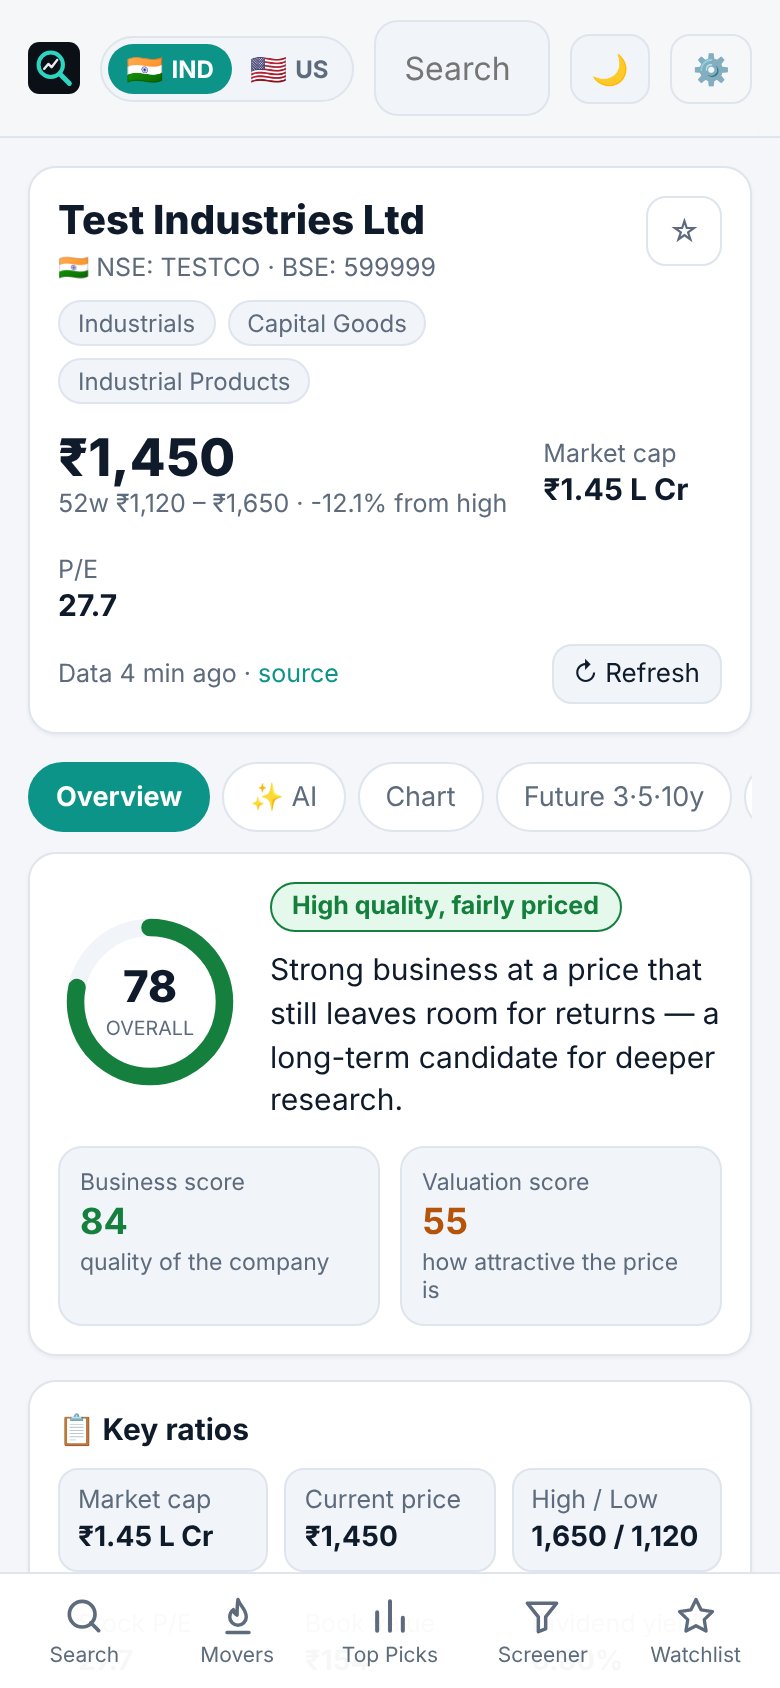 IND
US
Search
Test Industries Ltd
NSE: TESTCO · BSE: 599999
Industrials
Capital Goods
Industrial Products
₹1,450
52w ₹1,120 – ₹1,650 · -12.1% from high
Market cap
₹1.45 L Cr
P/E
27.7
Data 4 min ago · source
↻ Refresh
Overview
✨ AI
Chart
Future 3·5·10y
78
OVERALL
High quality, fairly priced
Strong business at a price that
still leaves room for returns — a
long-term candidate for deeper
research.
Business score
84
quality of the company
Valuation score
55
how attractive the price
is
Key ratios
Market cap
₹1.45 L Cr
Current price
₹1,450
High / Low
1,650 / 1,120
Search
Movers
Top Picks
Screener
Watchlist